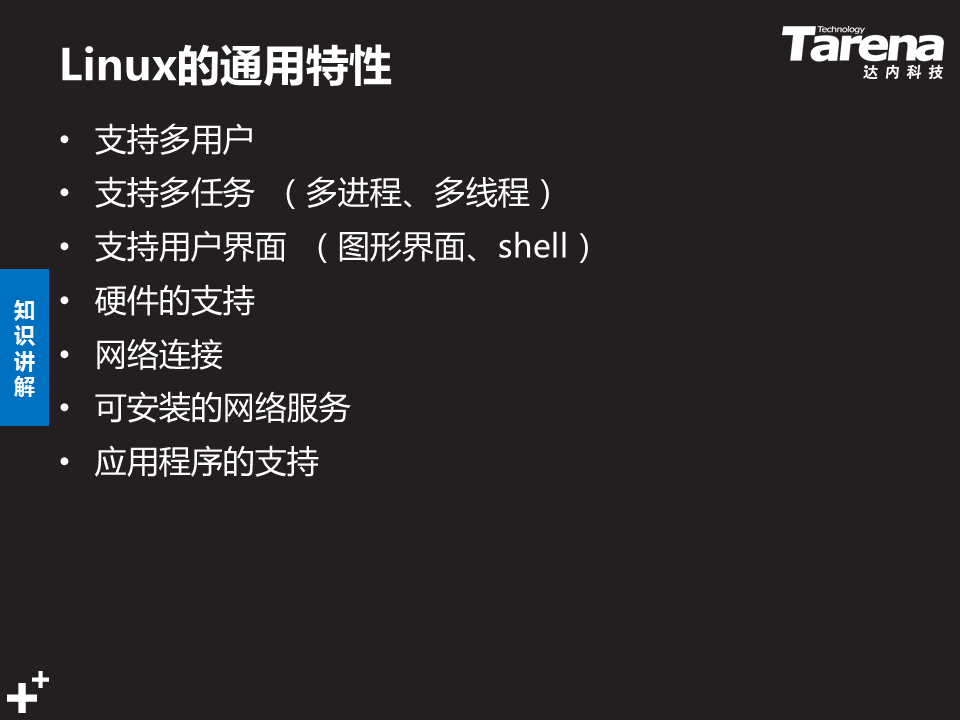 Linux的通用特性
Technology
Tarena
达内科技
• 支持多用户
• 支持多任务 （多进程、多线程）
• 支持用户界面 （图形界面、shell）
• 硬件的支持
• 网络连接
• 可安装的网络服务
• 应用程序的支持
知识讲解